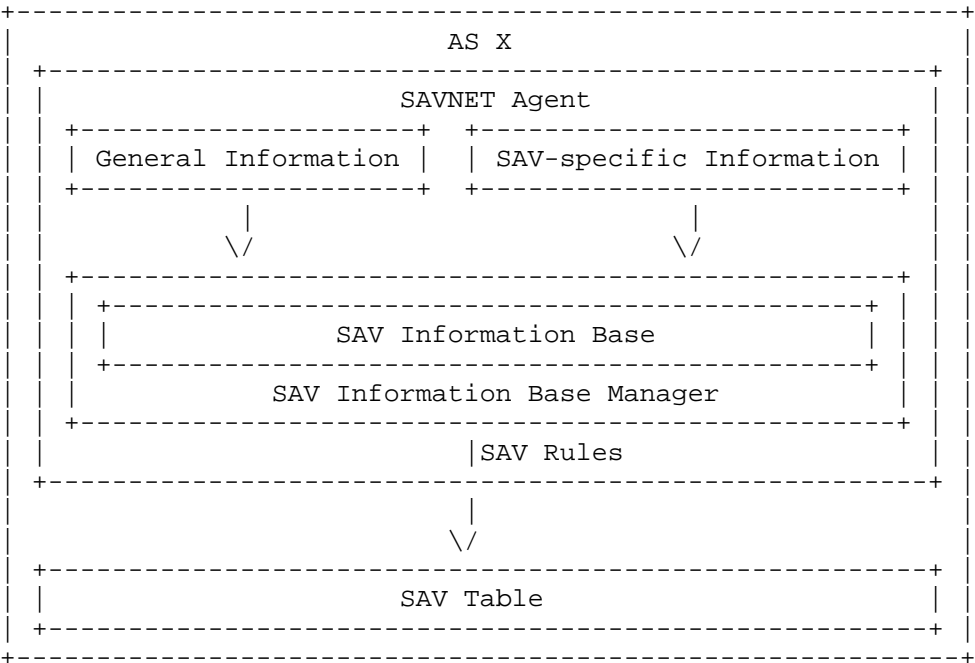 AS X
SAVNET Agent
General Information SAV-specific Information
SAV Information Base
SAV Information Base Manager
SAV Rules
SAV Table